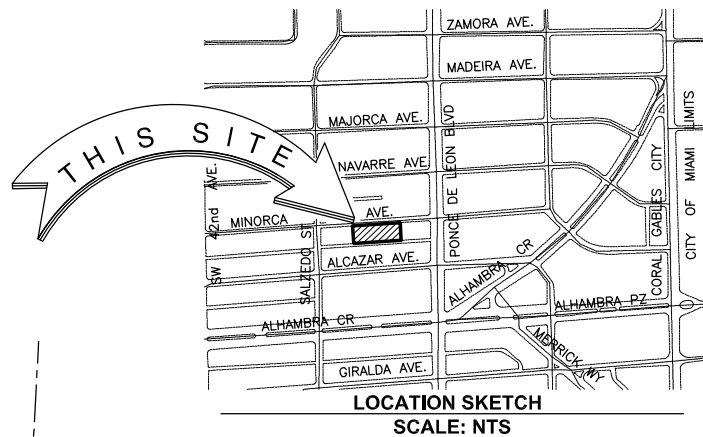 ZAMORA AVE.
MADEIRA AVE.
MAJORCA AVE.
THIS SITE
NAVARRE AVE.
SW 42nd AVE.
MINORCA AVE.
SALZEDO ST.
ALCAZAR AVE.
PONCE DE LEON BLVD
ALHAMBRA CR
CORAL GABLES CITY
CITY OF MIAMI LIMITS
ALHAMBRA PZ
ALHAMBRA CR
MERRICK WY
GIRALDA AVE.
LOCATION SKETCH
SCALE: NTS